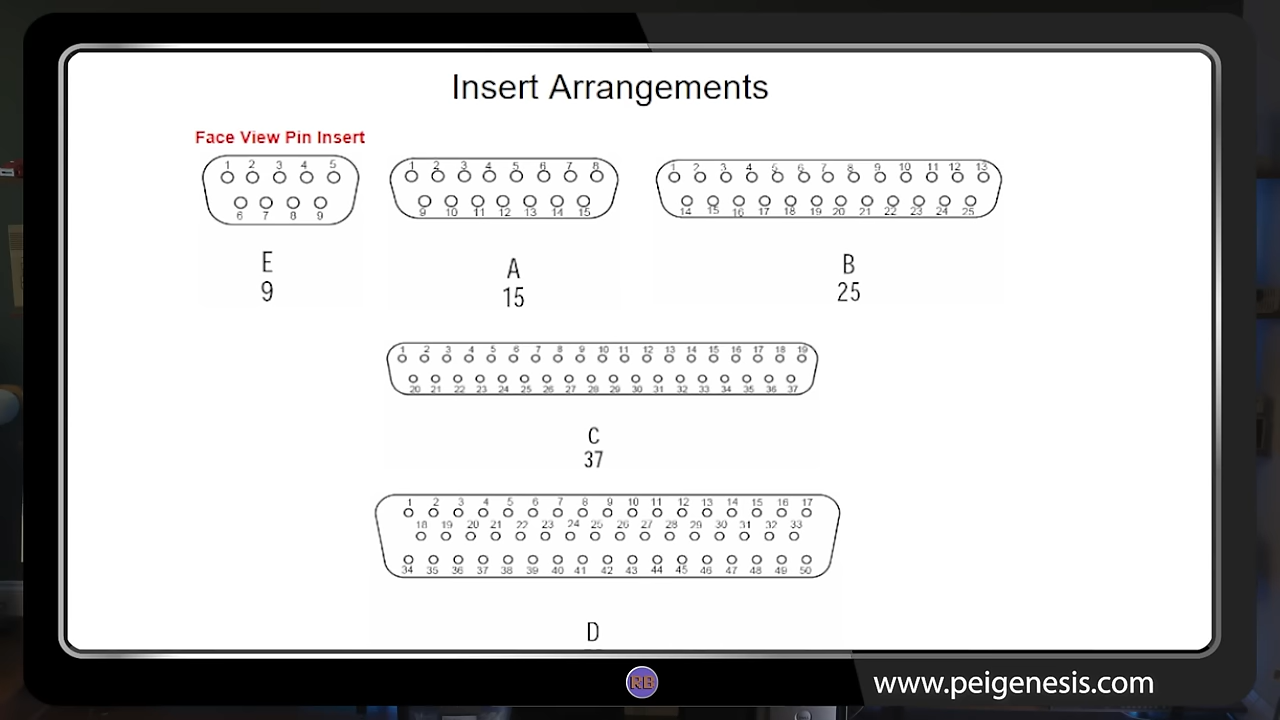 Insert Arrangements
Face View Pin Insert
1 2 3 4 5
6 7 8 9
E
9
1 2 3 4 5 6 7 8
9 10 11 12 13 14 15
A
15
1 2 3 4 5 6 7 8 9 10 11 12 13
14 15 16 17 18 19 20 21 22 23 24 25
B
25
1 2 3 4 5 6 7 8 9 10 11 12 13 14 15 16 17 18 19
20 21 22 23 24 25 26 27 28 29 30 31 32 33 34 35 36 37
C
37
1 2 3 4 5 6 7 8 9 10 11 12 13 14 15 16 17
18 19 20 21 22 23 24 25 26 27 28 29 30 31 32 33
34 35 36 37 38 39 40 41 42 43 44 45 46 47 48 49 50
D
RB
www.peigenesis.com